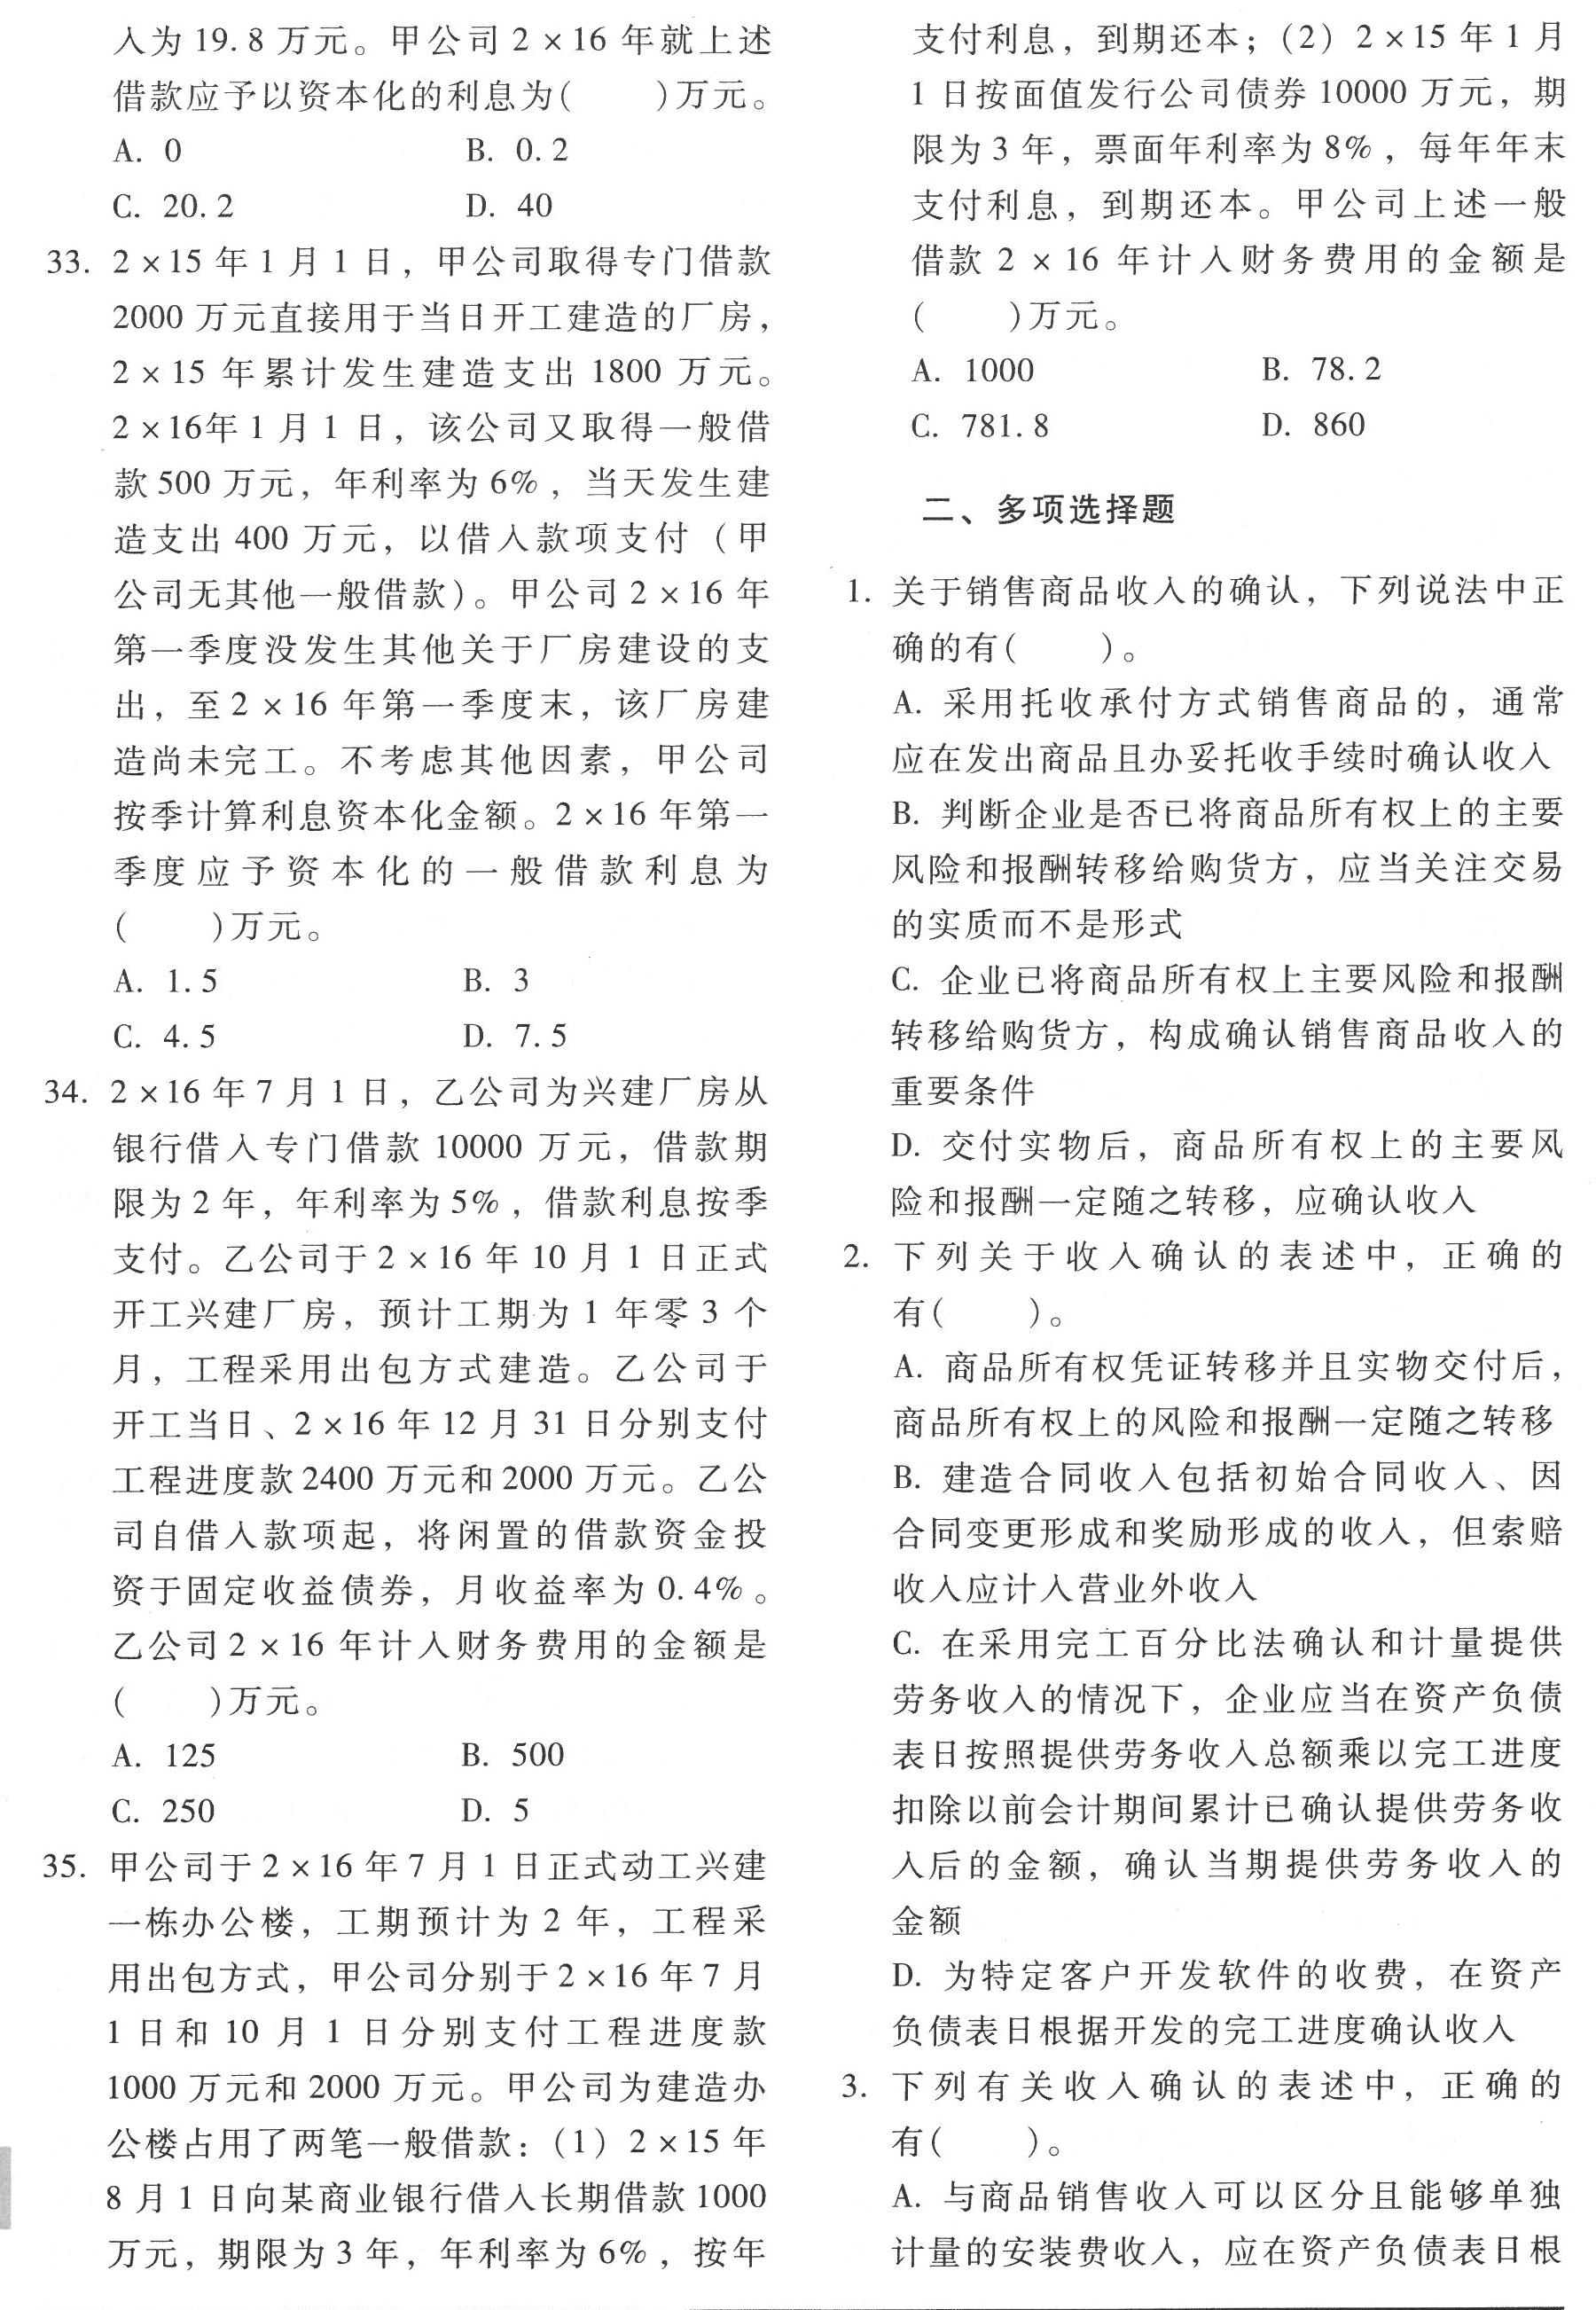 入为 19.8 万元。甲公司 2×16 年就上述
借款应予以资本化的利息为(　　)万元。
A. 0　　B. 0.2
C. 20.2　　D. 40
33. 2×15 年 1 月 1 日，甲公司取得专门借款
2000 万元直接用于当日开工建造的厂房，
2×15 年累计发生建造支出 1800 万元。
2×16年 1 月 1 日，该公司又取得一般借
款 500 万元，年利率为 6%，当天发生建
造支出 400 万元，以借入款项支付（甲
公司无其他一般借款）。甲公司 2×16 年
第一季度没发生其他关于厂房建设的支
出，至 2×16 年第一季度末，该厂房建
造尚未完工。不考虑其他因素，甲公司
按季计算利息资本化金额。2×16 年第一
季度应予资本化的一般借款利息为
(　　)万元。
A. 1.5　　B. 3
C. 4.5　　D. 7.5
34. 2×16 年 7 月 1 日，乙公司为兴建厂房从
银行借入专门借款 10000 万元，借款期
限为 2 年，年利率为 5%，借款利息按季
支付。乙公司于 2×16 年 10 月 1 日正式
开工兴建厂房，预计工期为 1 年零 3 个
月，工程采用出包方式建造。乙公司于
开工当日、2×16 年 12 月 31 日分别支付
工程进度款 2400 万元和 2000 万元。乙公
司自借入款项起，将闲置的借款资金投
资于固定收益债券，月收益率为 0.4%。
乙公司 2×16 年计入财务费用的金额是
(　　)万元。
A. 125　　B. 500
C. 250　　D. 5
35. 甲公司于 2×16 年 7 月 1 日正式动工兴建
一栋办公楼，工期预计为 2 年，工程采
用出包方式，甲公司分别于 2×16 年 7 月
1 日和 10 月 1 日分别支付工程进度款
1000 万元和 2000 万元。甲公司为建造办
公楼占用了两笔一般借款：(1) 2×15 年
8 月 1 日向某商业银行借入长期借款 1000
万元，期限为 3 年，年利率为 6%，按年
支付利息，到期还本；(2) 2×15 年 1 月
1 日按面值发行公司债券 10000 万元，期
限为 3 年，票面年利率为 8%，每年年末
支付利息，到期还本。甲公司上述一般
借款 2×16 年计入财务费用的金额是
(　　)万元。
A. 1000　　B. 78.2
C. 781.8　　D. 860
二、多项选择题
1. 关于销售商品收入的确认，下列说法中正
确的有(　　)。
A. 采用托收承付方式销售商品的，通常
应在发出商品且办妥托收手续时确认收入
B. 判断企业是否已将商品所有权上的主要
风险和报酬转移给购货方，应当关注交易
的实质而不是形式
C. 企业已将商品所有权上主要风险和报酬
转移给购货方，构成确认销售商品收入的
重要条件
D. 交付实物后，商品所有权上的主要风
险和报酬一定随之转移，应确认收入
2. 下列关于收入确认的表述中，正确的
有(　　)。
A. 商品所有权凭证转移并且实物交付后，
商品所有权上的风险和报酬一定随之转移
B. 建造合同收入包括初始合同收入、因
合同变更形成和奖励形成的收入，但索赔
收入应计入营业外收入
C. 在采用完工百分比法确认和计量提供
劳务收入的情况下，企业应当在资产负债
表日按照提供劳务收入总额乘以完工进度
扣除以前会计期间累计已确认提供劳务收
入后的金额，确认当期提供劳务收入的
金额
D. 为特定客户开发软件的收费，在资产
负债表日根据开发的完工进度确认收入
3. 下列有关收入确认的表述中，正确的
有(　　)。
A. 与商品销售收入可以区分且能够单独
计量的安装费收入，应在资产负债表日根